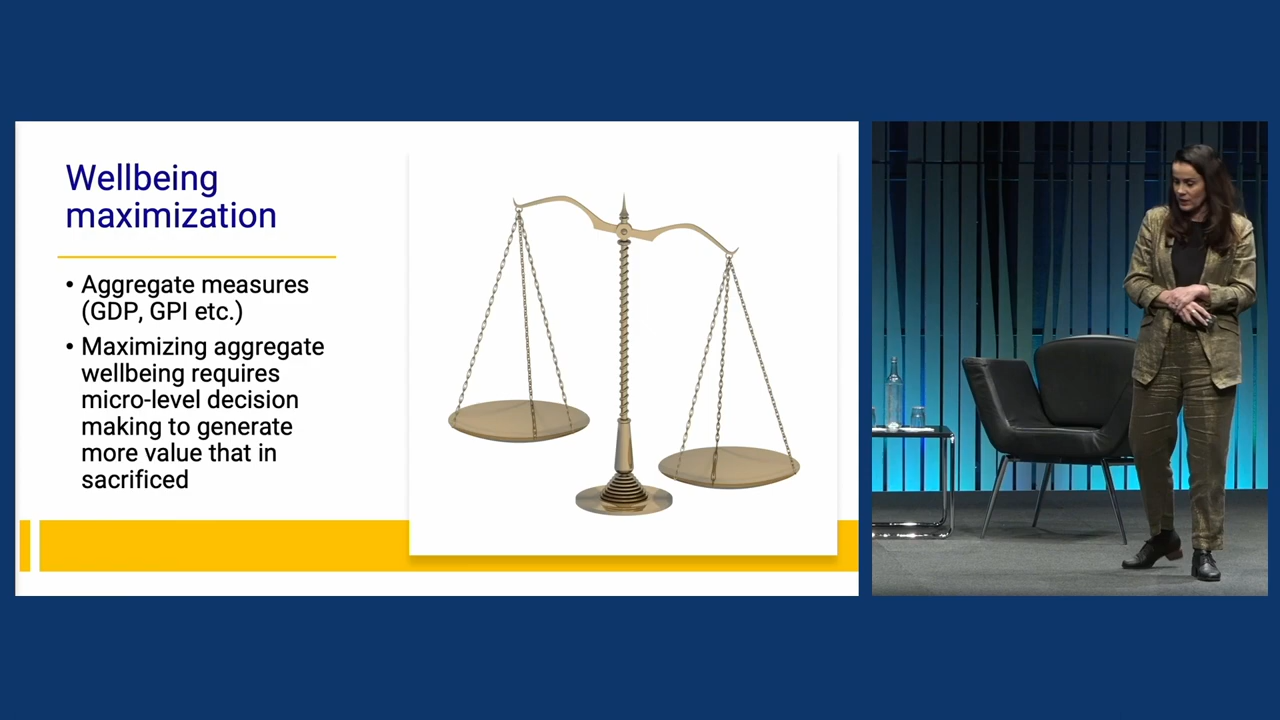 Wellbeing
maximization
• Aggregate measures
(GDP, GPI etc.)
• Maximizing aggregate
wellbeing requires
micro-level decision
making to generate
more value that in
sacrificed